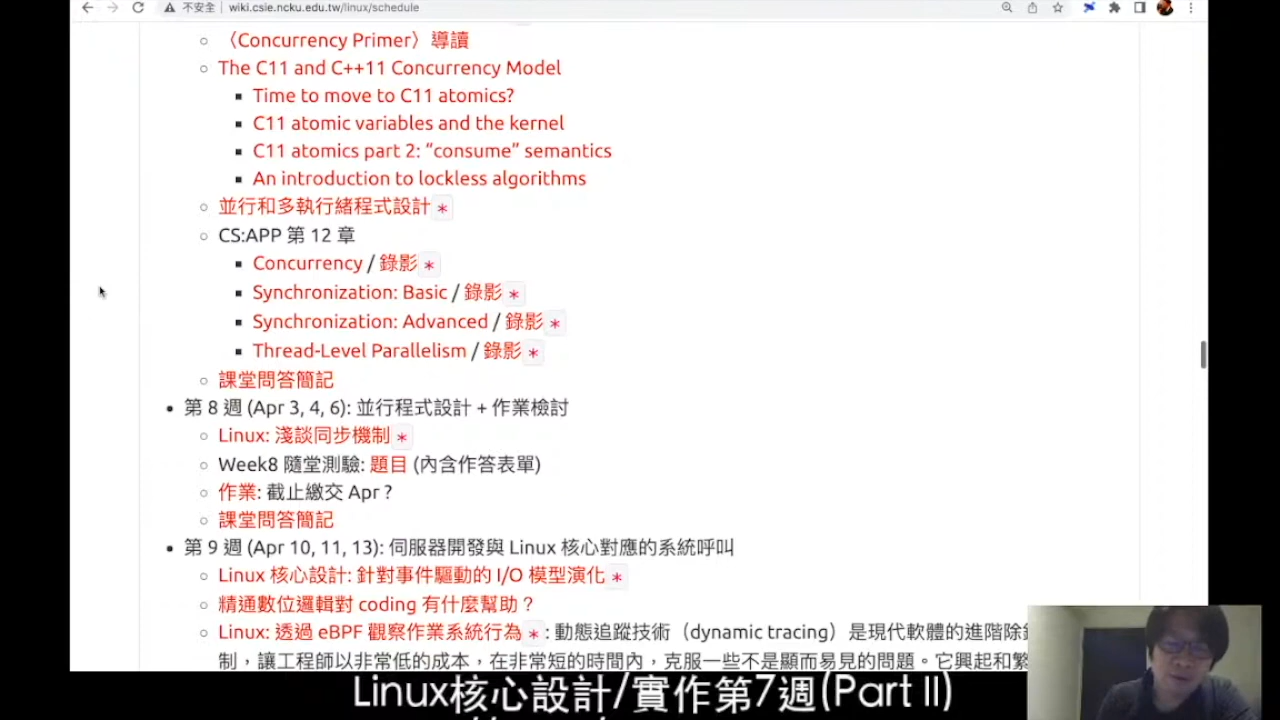 不安全 wiki.csie.ncku.edu.tw/linux/schedule
〈Concurrency Primer〉導讀
The C11 and C++11 Concurrency Model
Time to move to C11 atomics?
C11 atomic variables and the kernel
C11 atomics part 2: “consume” semantics
An introduction to lockless algorithms
並行和多執行緒程式設計 *
CS:APP 第 12 章
Concurrency / 錄影 *
Synchronization: Basic / 錄影 *
Synchronization: Advanced / 錄影 *
Thread-Level Parallelism / 錄影 *
課堂問答簡記
第 8 週 (Apr 3, 4, 6): 並行程式設計 + 作業檢討
Linux: 淺談同步機制 *
Week8 隨堂測驗: 題目 (內含作答表單)
作業: 截止繳交 Apr ?
課堂問答簡記
第 9 週 (Apr 10, 11, 13): 伺服器開發與 Linux 核心對應的系統呼叫
Linux 核心設計: 針對事件驅動的 I/O 模型演化 *
精通數位邏輯對 coding 有什麼幫助？
Linux: 透過 eBPF 觀察作業系統行為 * : 動態追蹤技術（dynamic tracing）是現代軟體的進階除
制，讓工程師以非常低的成本，在非常短的時間內，克服一些不是顯而易見的問題。它興起和
Linux核心設計/實作第7週(Part II)